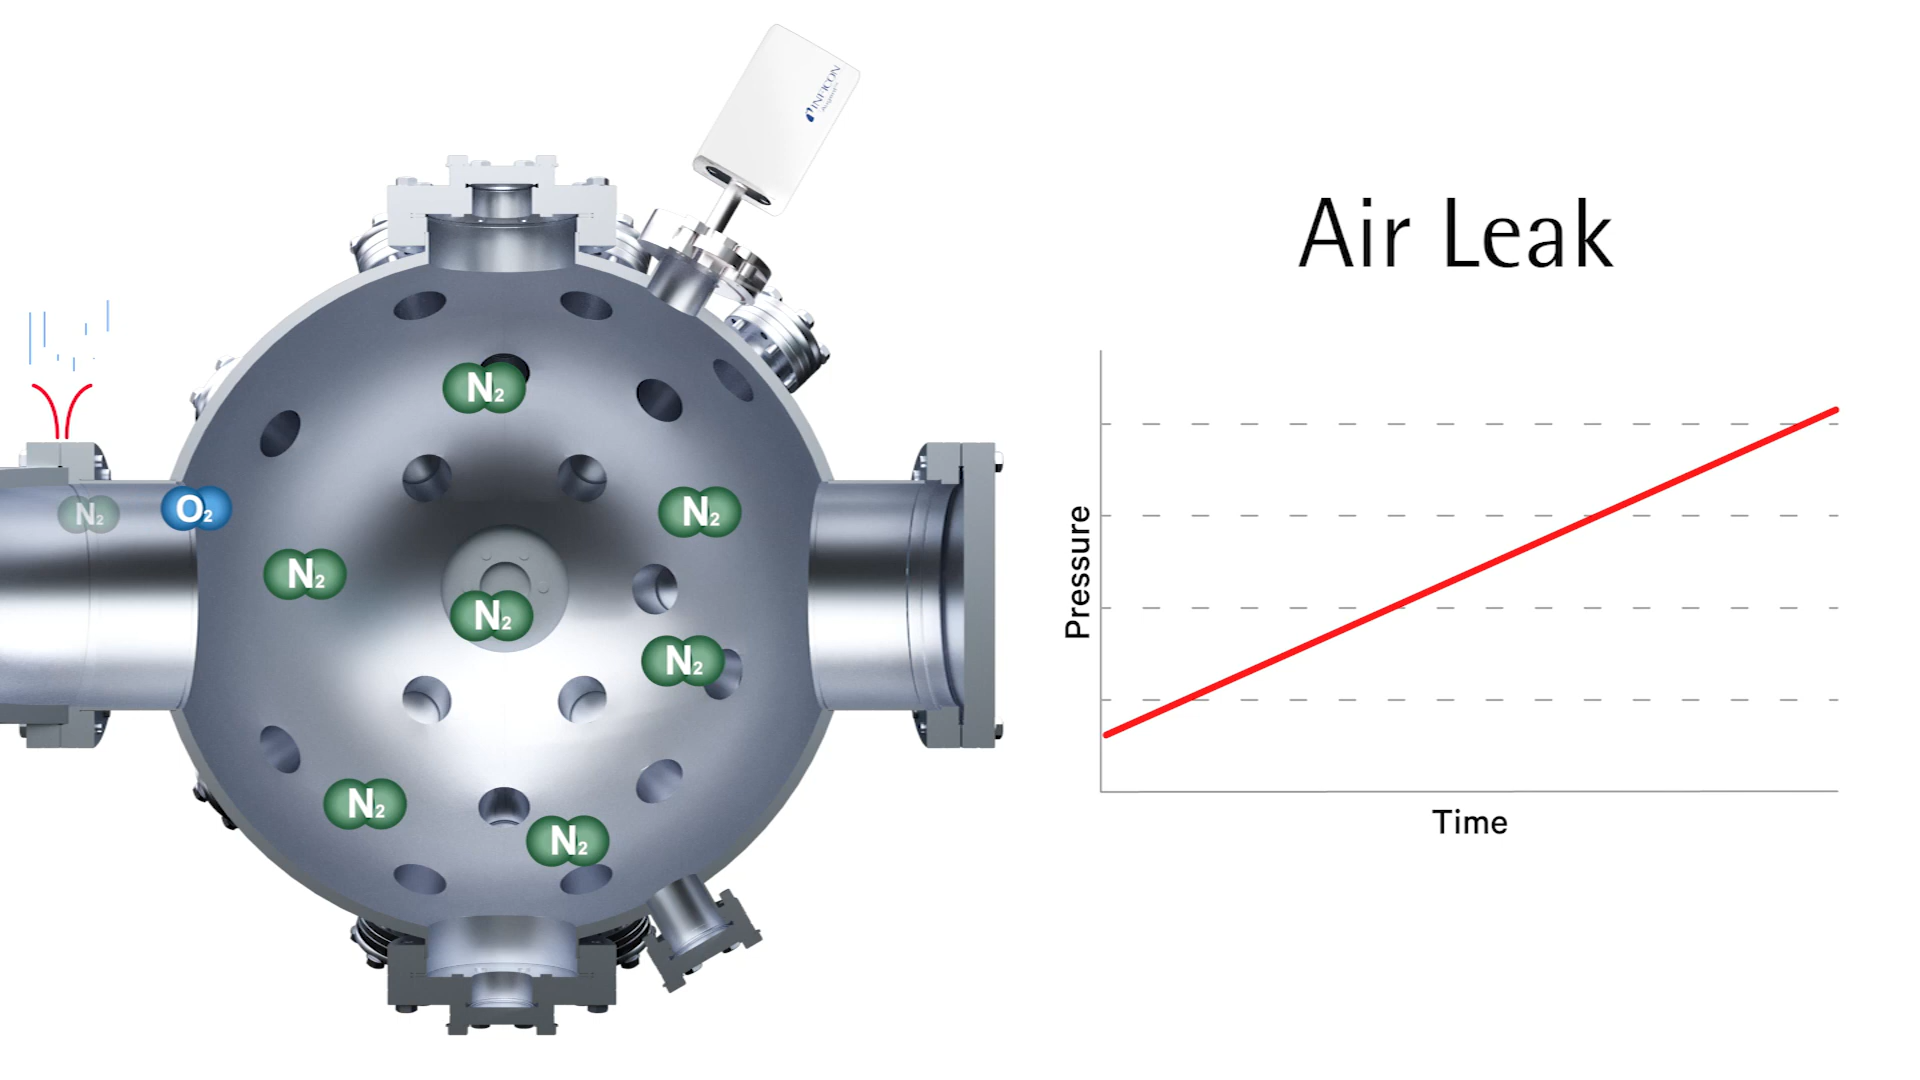 INFICON
Air Leak
N₂
N₂ O₂
N₂
N₂
N₂
N₂
N₂
N₂
Pressure
Time